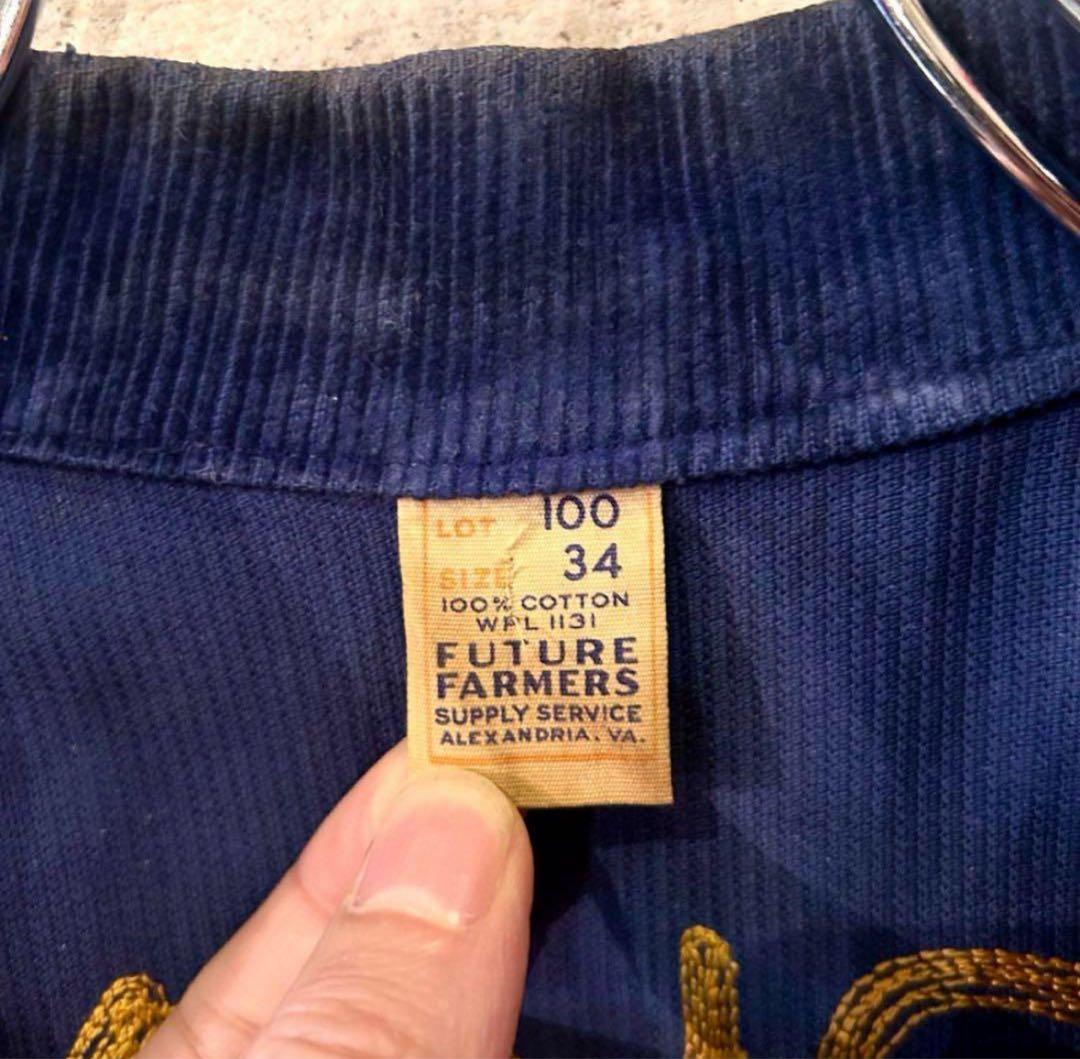 LOT 100
SIZE 34
100% COTTON
WPL 1131
FUTURE
FARMERS
SUPPLY SERVICE
ALEXANDRIA. VA.